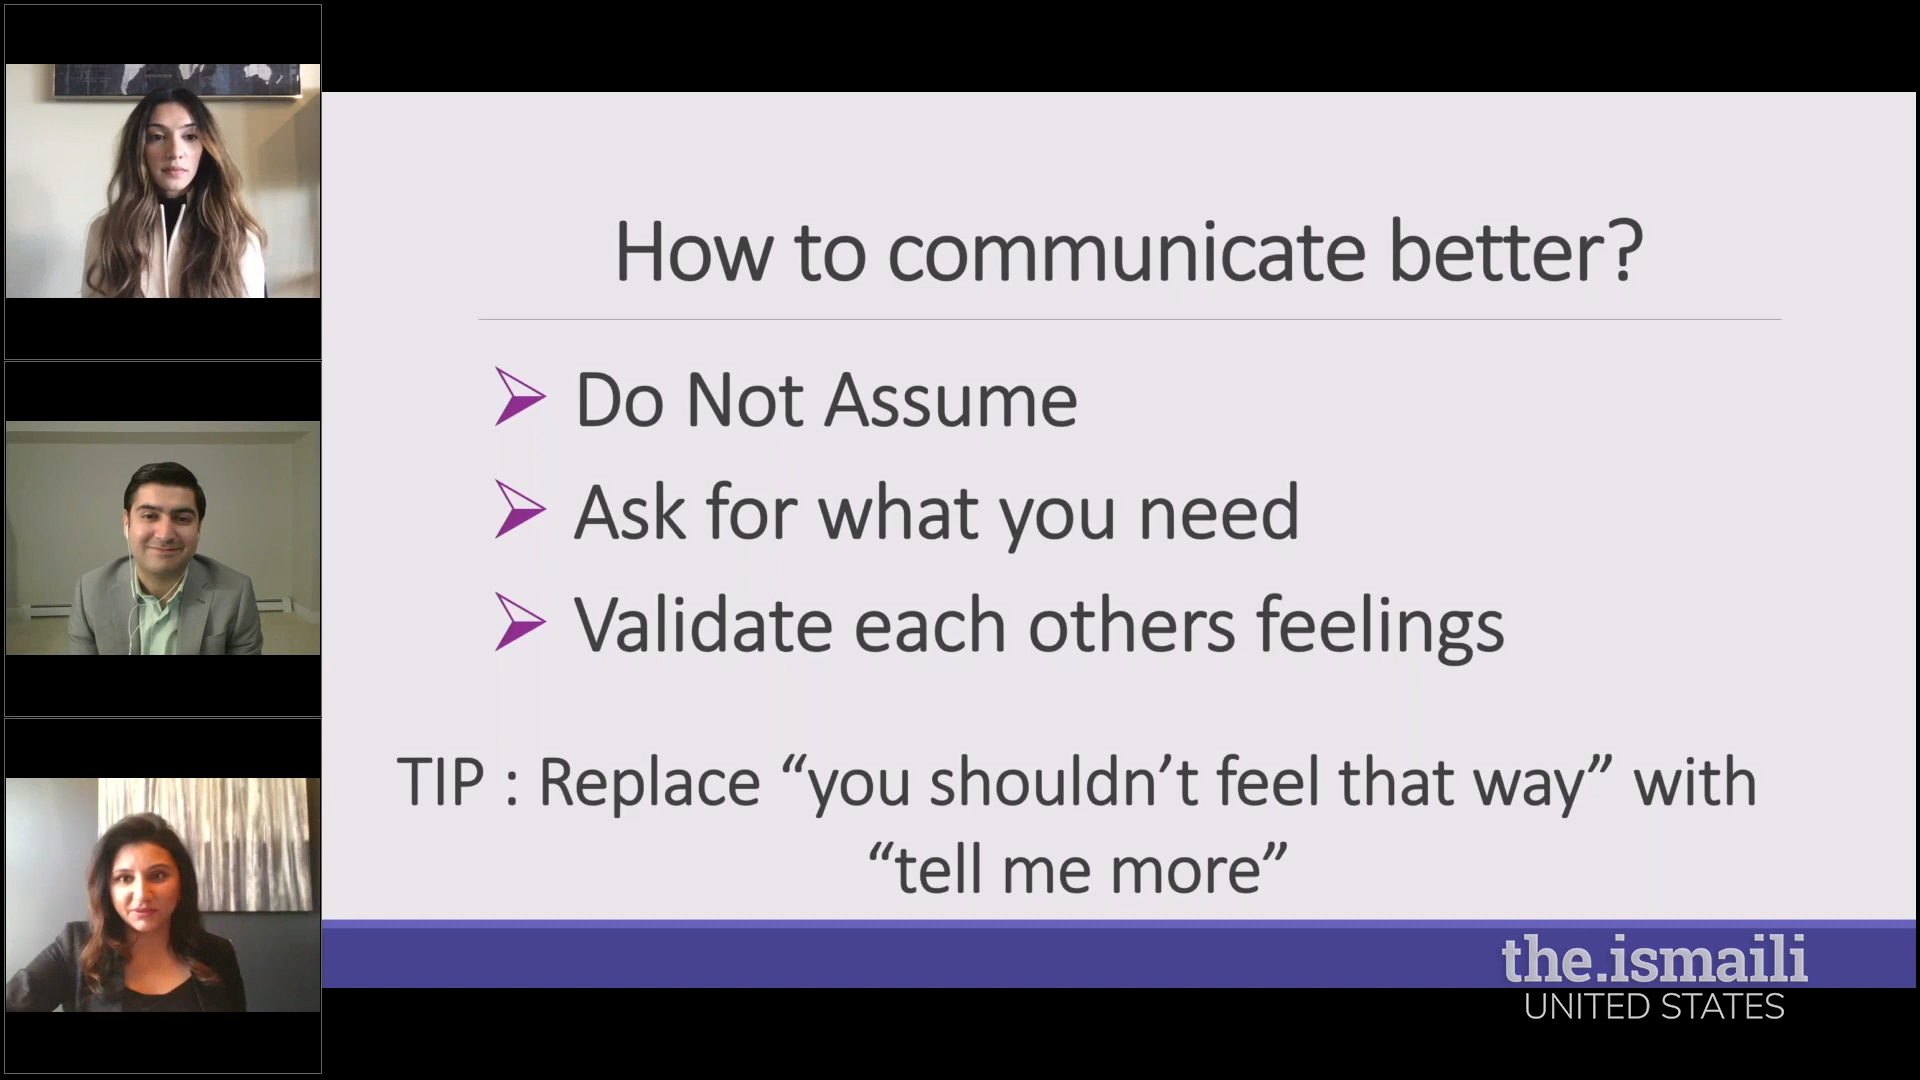 How to communicate better?
Do Not Assume
Ask for what you need
Validate each others feelings
TIP : Replace “you shouldn’t feel that way” with
“tell me more”
the.ismaili
UNITED STATES